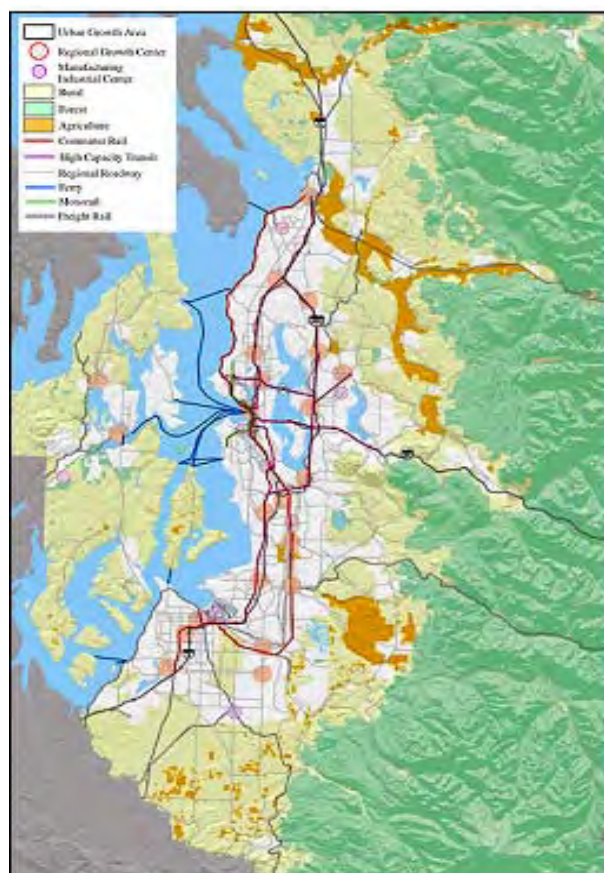 Urban Growth Area
Regional Growth Center
Manufacturing
Industrial Center
Rural
Forest
Agriculture
Commuter Rail
High Capacity Transit
Regional Roadway
Ferry
Monorail
Freight Rail